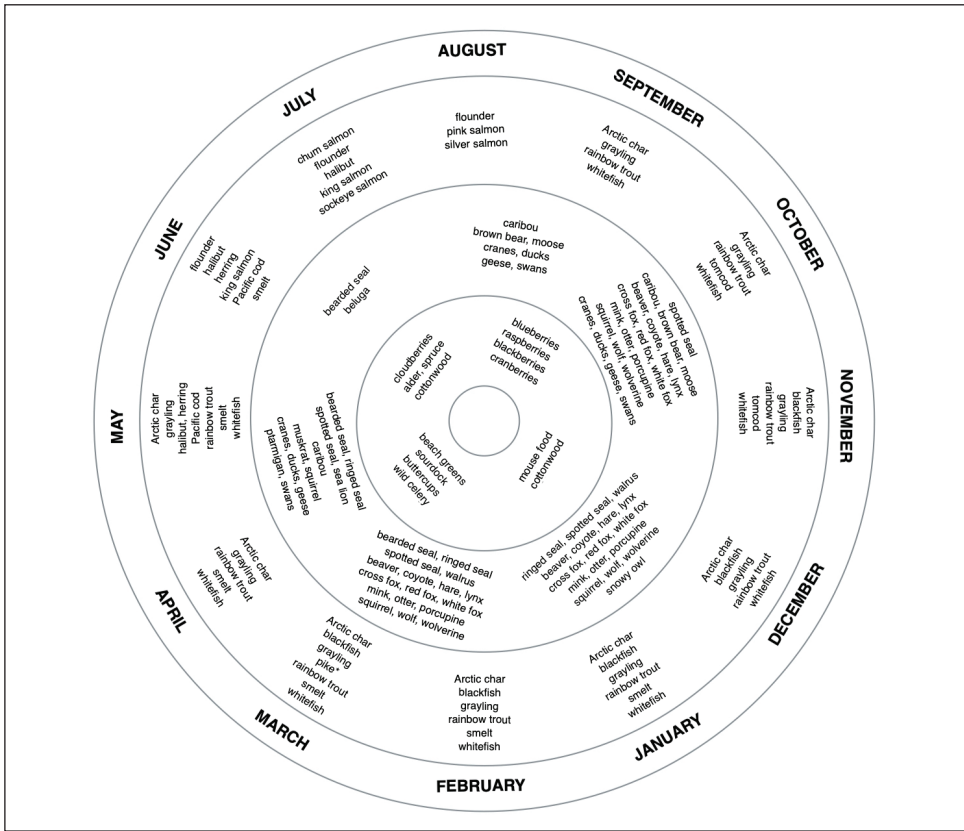 AUGUST
SEPTEMBER
OCTOBER
NOVEMBER
DECEMBER
JANUARY
FEBRUARY
MARCH
APRIL
MAY
JUNE
JULY
flounder
pink salmon
silver salmon
Arctic char
grayling
rainbow trout
whitefish
Arctic char
grayling
rainbow trout
tomcod
whitefish
Arctic char
blackfish
grayling
rainbow trout
tomcod
whitefish
Arctic char
blackfish
grayling
rainbow trout
whitefish
Arctic char
blackfish
grayling
rainbow trout
smelt
whitefish
Arctic char
blackfish
grayling
rainbow trout
smelt
whitefish
Arctic char
blackfish
grayling
pike*
rainbow trout
smelt
whitefish
Arctic char
grayling
rainbow trout
smelt
whitefish
Arctic char
grayling
halibut, herring
Pacific cod
rainbow trout
smelt
whitefish
flounder
halibut
herring
king salmon
Pacific cod
smelt
chum salmon
flounder
halibut
king salmon
sockeye salmon
caribou
brown bear, moose
cranes, ducks
geese, swans
spotted seal
caribou, brown bear, moose
beaver, coyote, hare, lynx
cross fox, red fox, white fox
mink, otter, porcupine
squirrel, wolf, wolverine
cranes, ducks, geese, swans
ringed seal, spotted seal, walrus
beaver, coyote, hare, lynx
cross fox, red fox, white fox
mink, otter, porcupine
squirrel, wolf, wolverine
snowy owl
bearded seal, ringed seal
spotted seal, walrus
beaver, coyote, hare, lynx
cross fox, red fox, white fox
mink, otter, porcupine
squirrel, wolf, wolverine
bearded seal, ringed seal
spotted seal, sea lion
caribou
muskrat, squirrel
cranes, ducks, geese
ptarmigan, swans
bearded seal
beluga
blueberries
raspberries
blackberries
cranberries
mouse food
cottonwood
beach greens
sourdock
buttercups
wild celery
cloudberries
alder, spruce
cottonwood